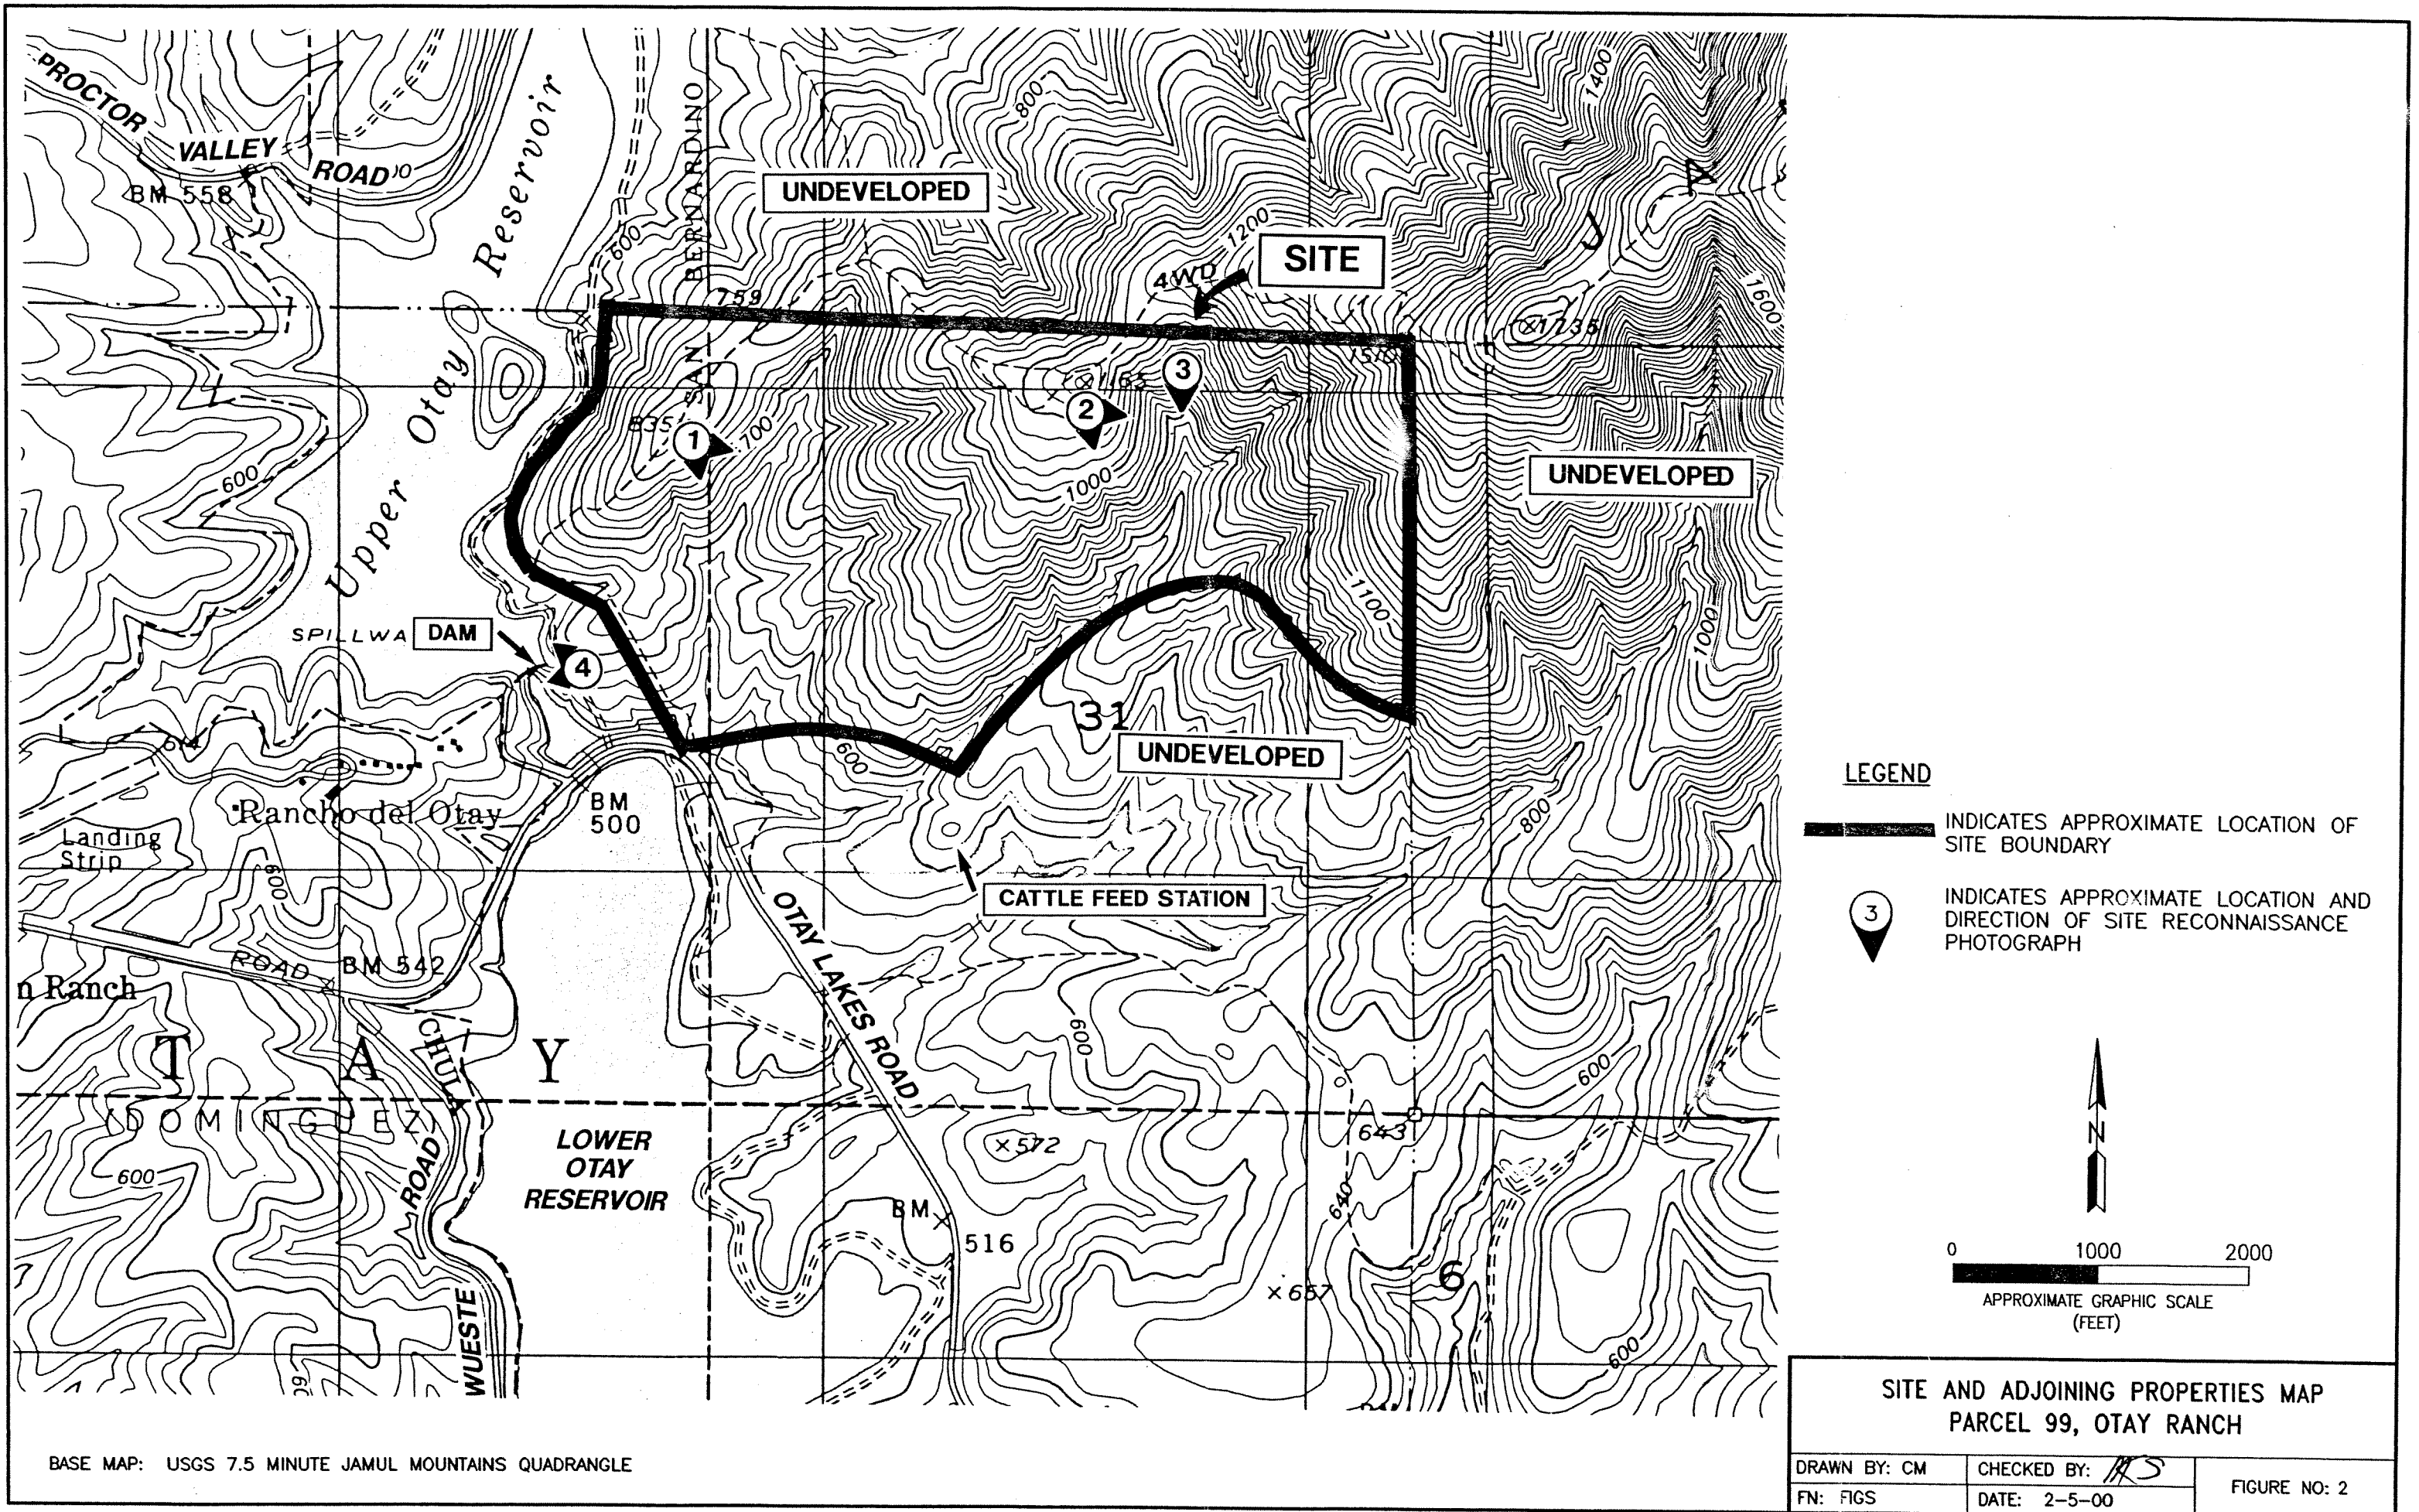 PROCTOR
VALLEY
ROAD
BM 558
Upper Otay Reservoir
SAN BERNARDINO
UNDEVELOPED
800
1400
J A
1200
SITE
4WD
600
759
1735
1600
1510
1165
3
2
835
1
700
600
1000
UNDEVELOPED
1100
1000
SPILLWA
DAM
4
31
UNDEVELOPED
600
Rancho del Otay
BM
500
Landing
Strip
600
800
CATTLE FEED STATION
OTAY LAKES ROAD
ROAD
BM 542
n Ranch
CHUL
T A Y
600
600
(DOMINGUEZ)
ROAD
LOWER
OTAY
RESERVOIR
×572
643
600
640
BM
516
6
×657
WUESTE
600
LEGEND
INDICATES APPROXIMATE LOCATION OF
SITE BOUNDARY
3
INDICATES APPROXIMATE LOCATION AND
DIRECTION OF SITE RECONNAISSANCE
PHOTOGRAPH
N
0 1000 2000
APPROXIMATE GRAPHIC SCALE
(FEET)
BASE MAP: USGS 7.5 MINUTE JAMUL MOUNTAINS QUADRANGLE
SITE AND ADJOINING PROPERTIES MAP
PARCEL 99, OTAY RANCH
DRAWN BY: CM
CHECKED BY:
FIGURE NO: 2
FN: FIGS
DATE: 2-5-00